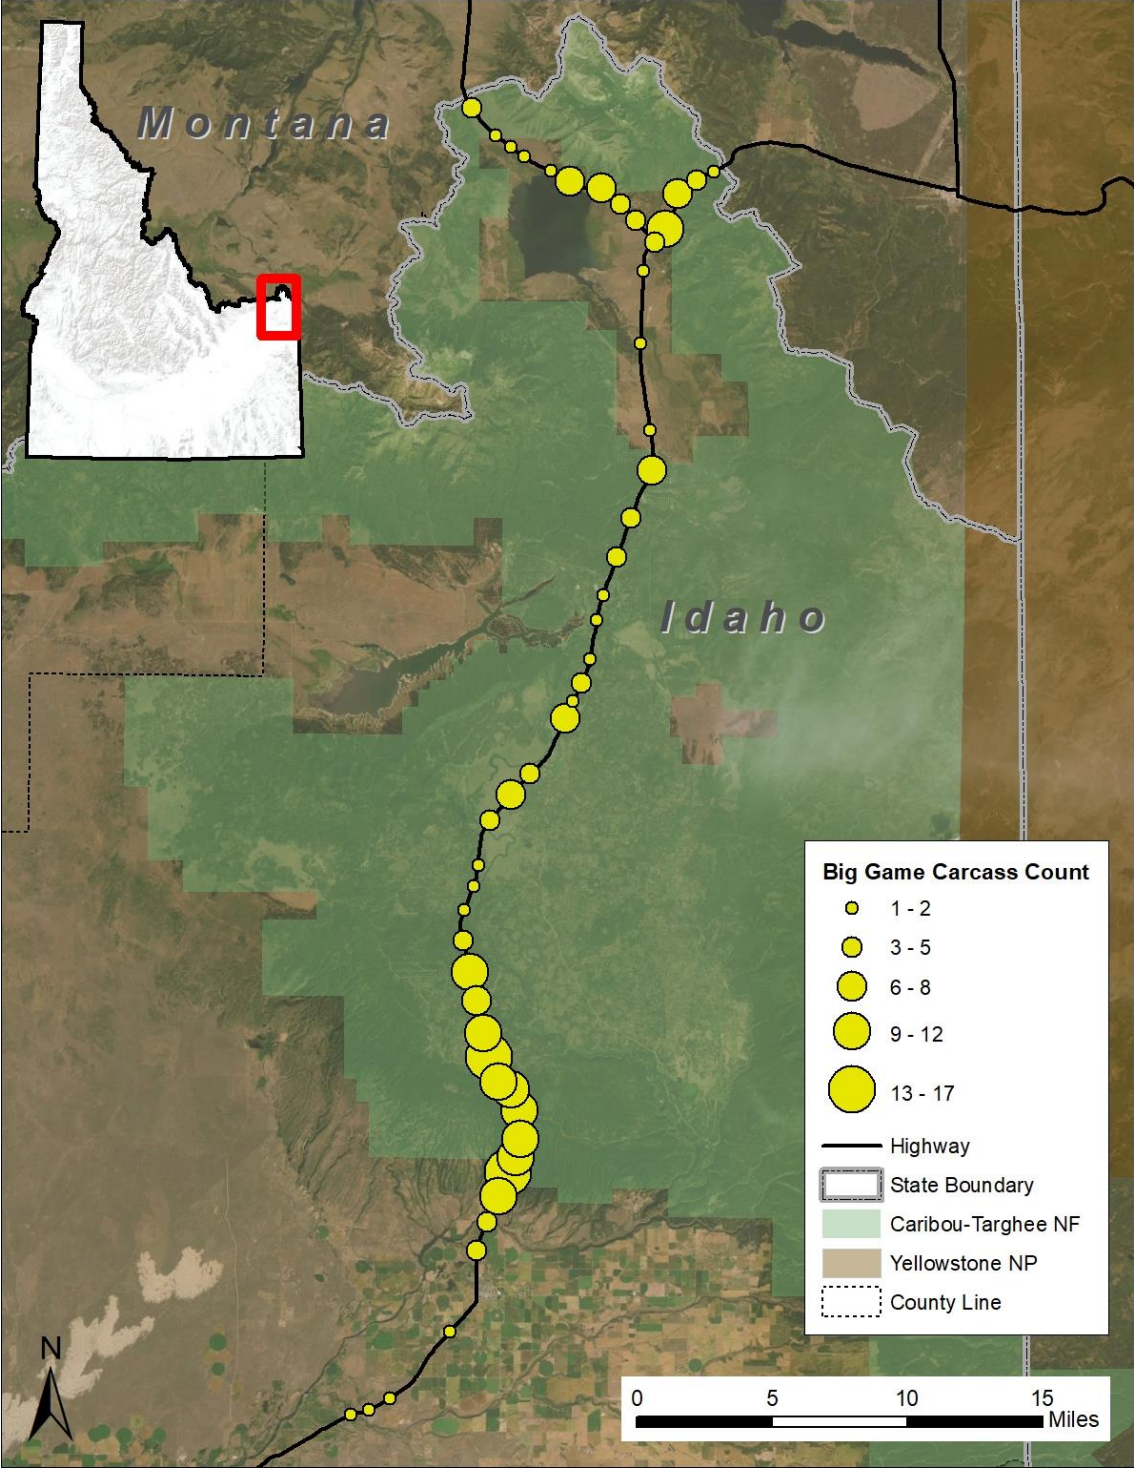 Montana
Idaho
Big Game Carcass Count
1 - 2
3 - 5
6 - 8
9 - 12
13 - 17
Highway
State Boundary
Caribou-Targhee NF
Yellowstone NP
County Line
N
0 5 10 15
Miles